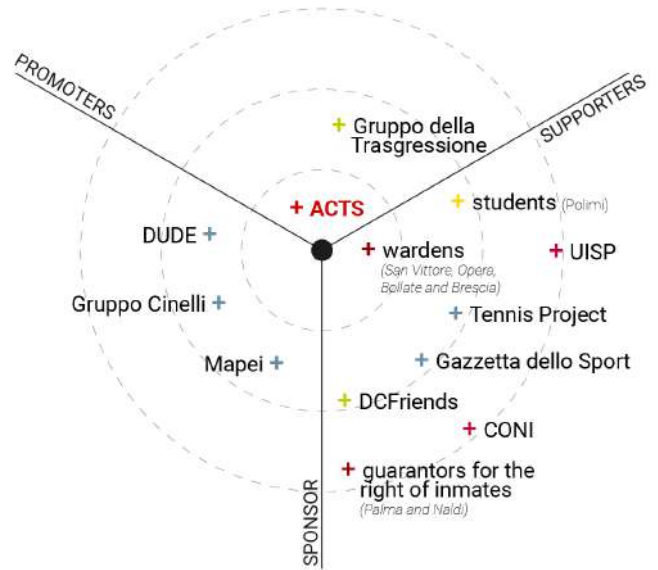 PROMOTERS
SUPPORTERS
Gruppo della
Trasgressione
ACTS
students (Polimi)
DUDE
wardens
(San Vittore, Opera,
Bollate and Brescia)
UISP
Gruppo Cinelli
Tennis Project
Mapei
Gazzetta dello Sport
DCFriends
CONI
guarantors for the
right of inmates
(Palma and Naldi)
SPONSOR